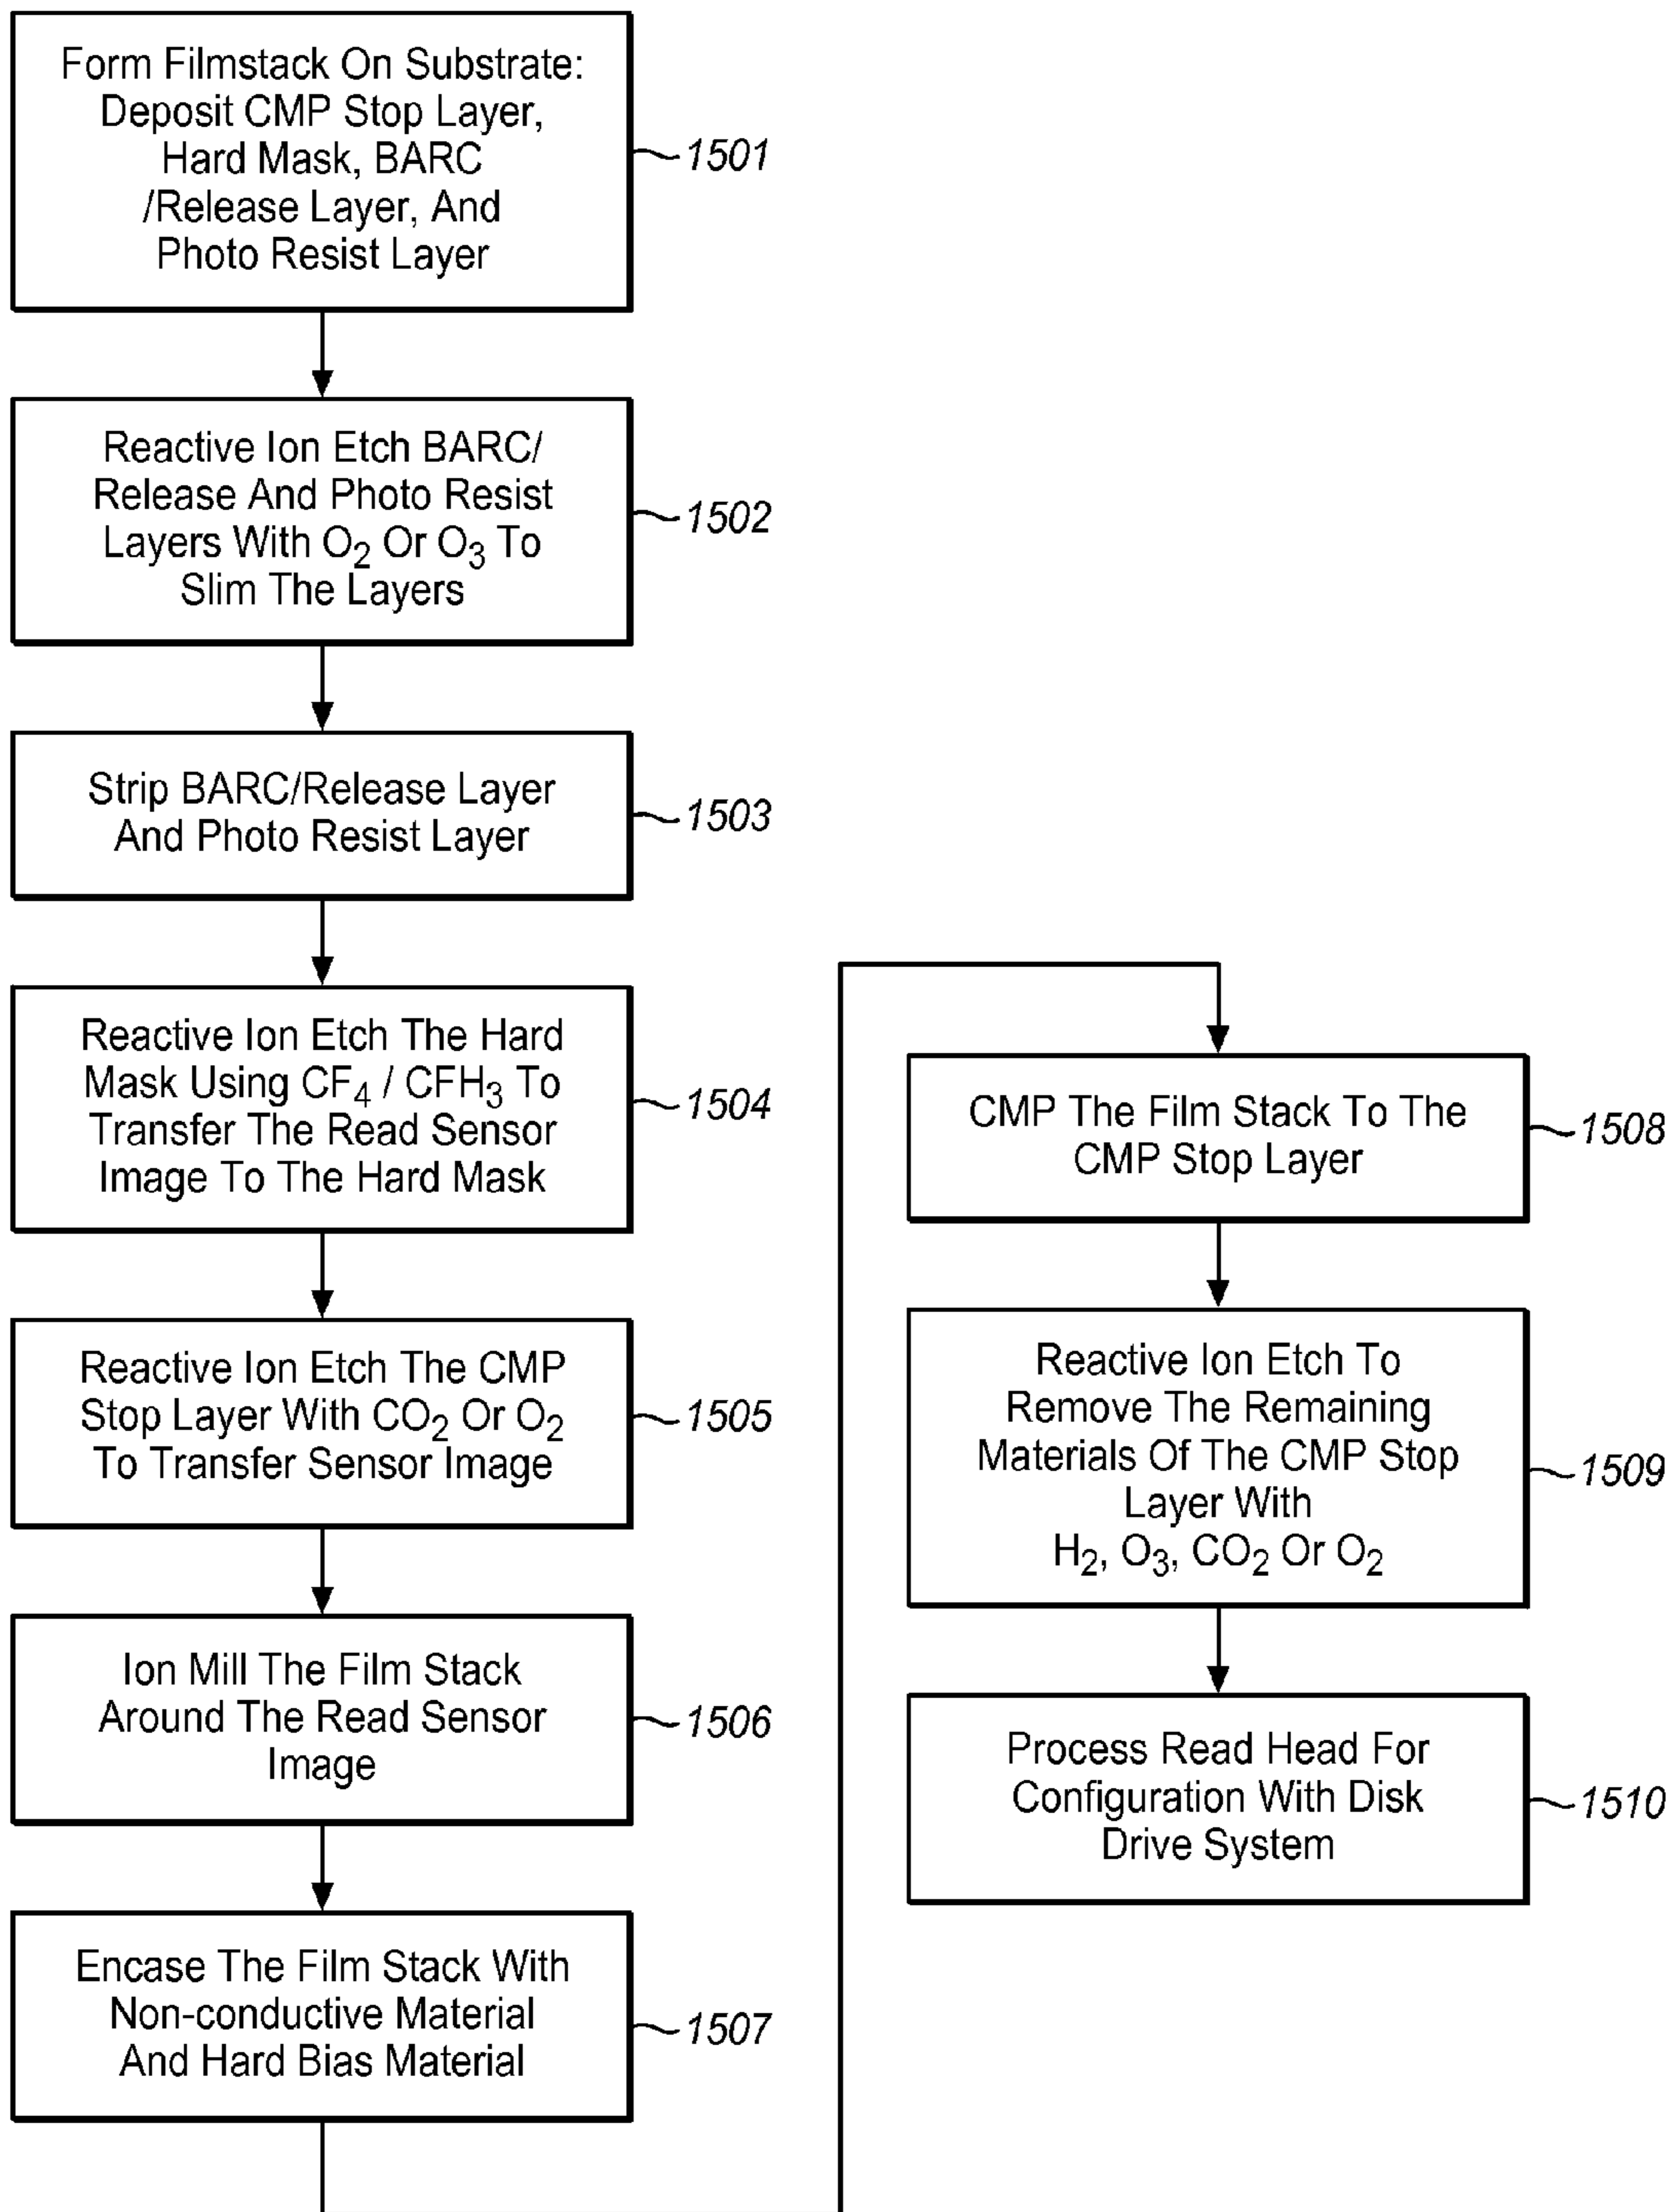 Form Filmstack On Substrate:
Deposit CMP Stop Layer,
Hard Mask, BARC
/Release Layer, And
Photo Resist Layer
1501
Reactive Ion Etch BARC/
Release And Photo Resist
Layers With O₂ Or O₃ To
Slim The Layers
1502
Strip BARC/Release Layer
And Photo Resist Layer
1503
Reactive Ion Etch The Hard
Mask Using CF₄ / CFH₃ To
Transfer The Read Sensor
Image To The Hard Mask
1504
Reactive Ion Etch The CMP
Stop Layer With CO₂ Or O₂
To Transfer Sensor Image
1505
Ion Mill The Film Stack
Around The Read Sensor
Image
1506
Encase The Film Stack With
Non-conductive Material
And Hard Bias Material
1507
CMP The Film Stack To The
CMP Stop Layer
1508
Reactive Ion Etch To
Remove The Remaining
Materials Of The CMP Stop
Layer With
H₂, O₃, CO₂ Or O₂
1509
Process Read Head For
Configuration With Disk
Drive System
1510